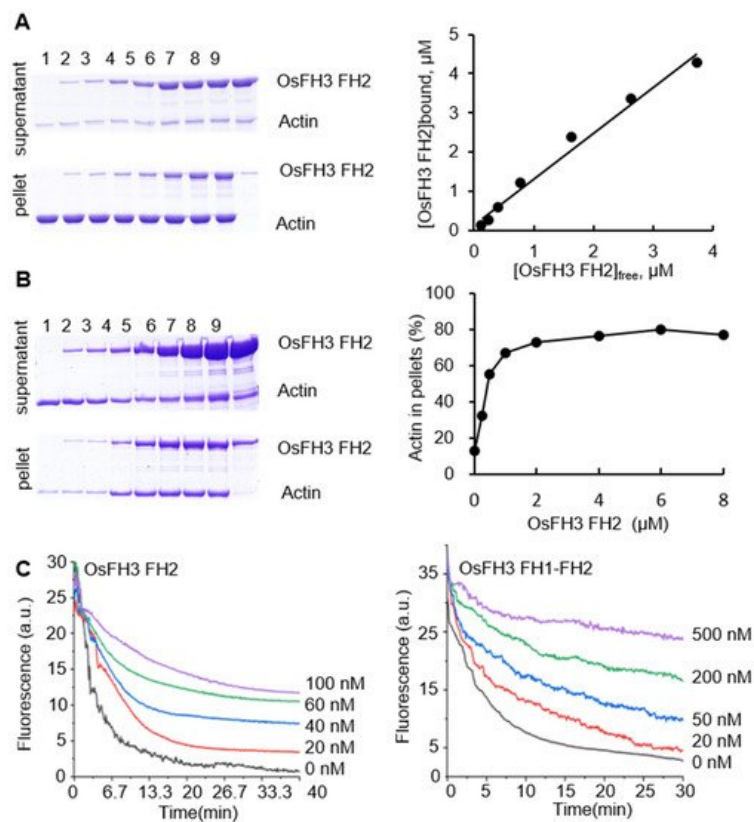 A
1 2 3 4 5 6 7 8 9
supernatant
OsFH3 FH2
Actin
pellet
OsFH3 FH2
Actin
[OsFH3 FH2]bound, µM
5
4
3
2
1
0
0 1 2 3 4
[OsFH3 FH2]free, µM
B
1 2 3 4 5 6 7 8 9
supernatant
OsFH3 FH2
Actin
pellet
OsFH3 FH2
Actin
Actin in pellets (%)
100
80
60
40
20
0
0 2 4 6 8
OsFH3 FH2 (µM)
C
OsFH3 FH2
Fluorescence (a.u.)
30
25
20
15
10
5
0
100 nM
60 nM
40 nM
20 nM
0 nM
0 6.7 13.3 20 26.7 33.3 40
Time(min)
OsFH3 FH1-FH2
Fluorescence (a.u.)
35
25
15
5
500 nM
200 nM
50 nM
20 nM
0 nM
0 5 10 15 20 25 30
Time(min)